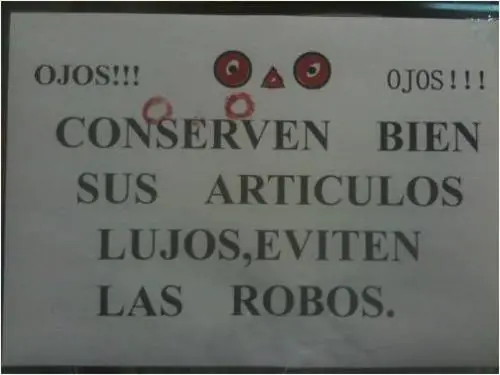 OJOS!!! OJOS!!!
CONSERVEN BIEN
SUS ARTICULOS
LUJOS,EVITEN
LAS ROBOS.